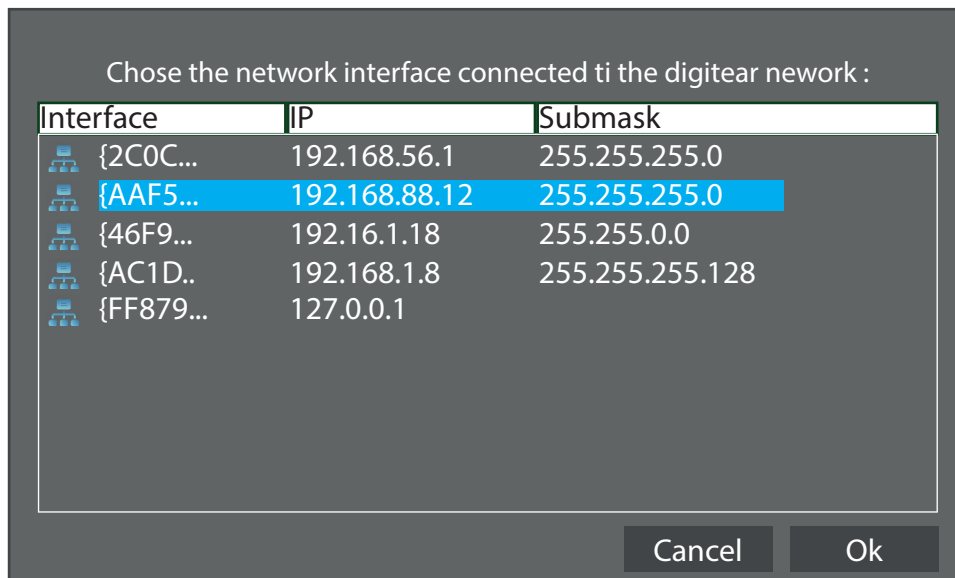 Chose the network interface connected ti the digitear nework :
Interface IP Submask
{2C0C... 192.168.56.1 255.255.255.0
{AAF5... 192.168.88.12 255.255.255.0
{46F9... 192.16.1.18 255.255.0.0
{AC1D.. 192.168.1.8 255.255.255.128
{FF879... 127.0.0.1
Cancel Ok